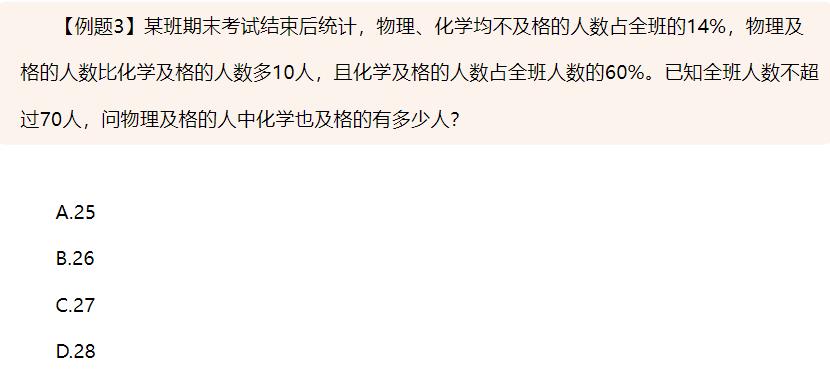 【例题3】某班期末考试结束后统计，物理、化学均不及格的人数占全班的14%，物理及
格的人数比化学及格的人数多10人，且化学及格的人数占全班人数的60%。已知全班人数不超
过70人，问物理及格的人中化学也及格的有多少人？
A.25
B.26
C.27
D.28